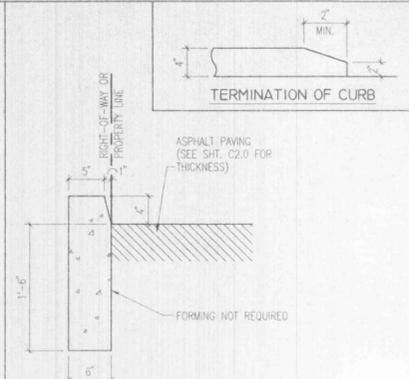 2"
MIN.
4"
2"
TERMINATION OF CURB
RIGHT-OF-WAY OR
PROPERTY LINE
5"
1"
4"
ASPHALT PAVING
(SEE SHT. C2.0 FOR
THICKNESS)
1'-6"
FORMING NOT REQUIRED
6"